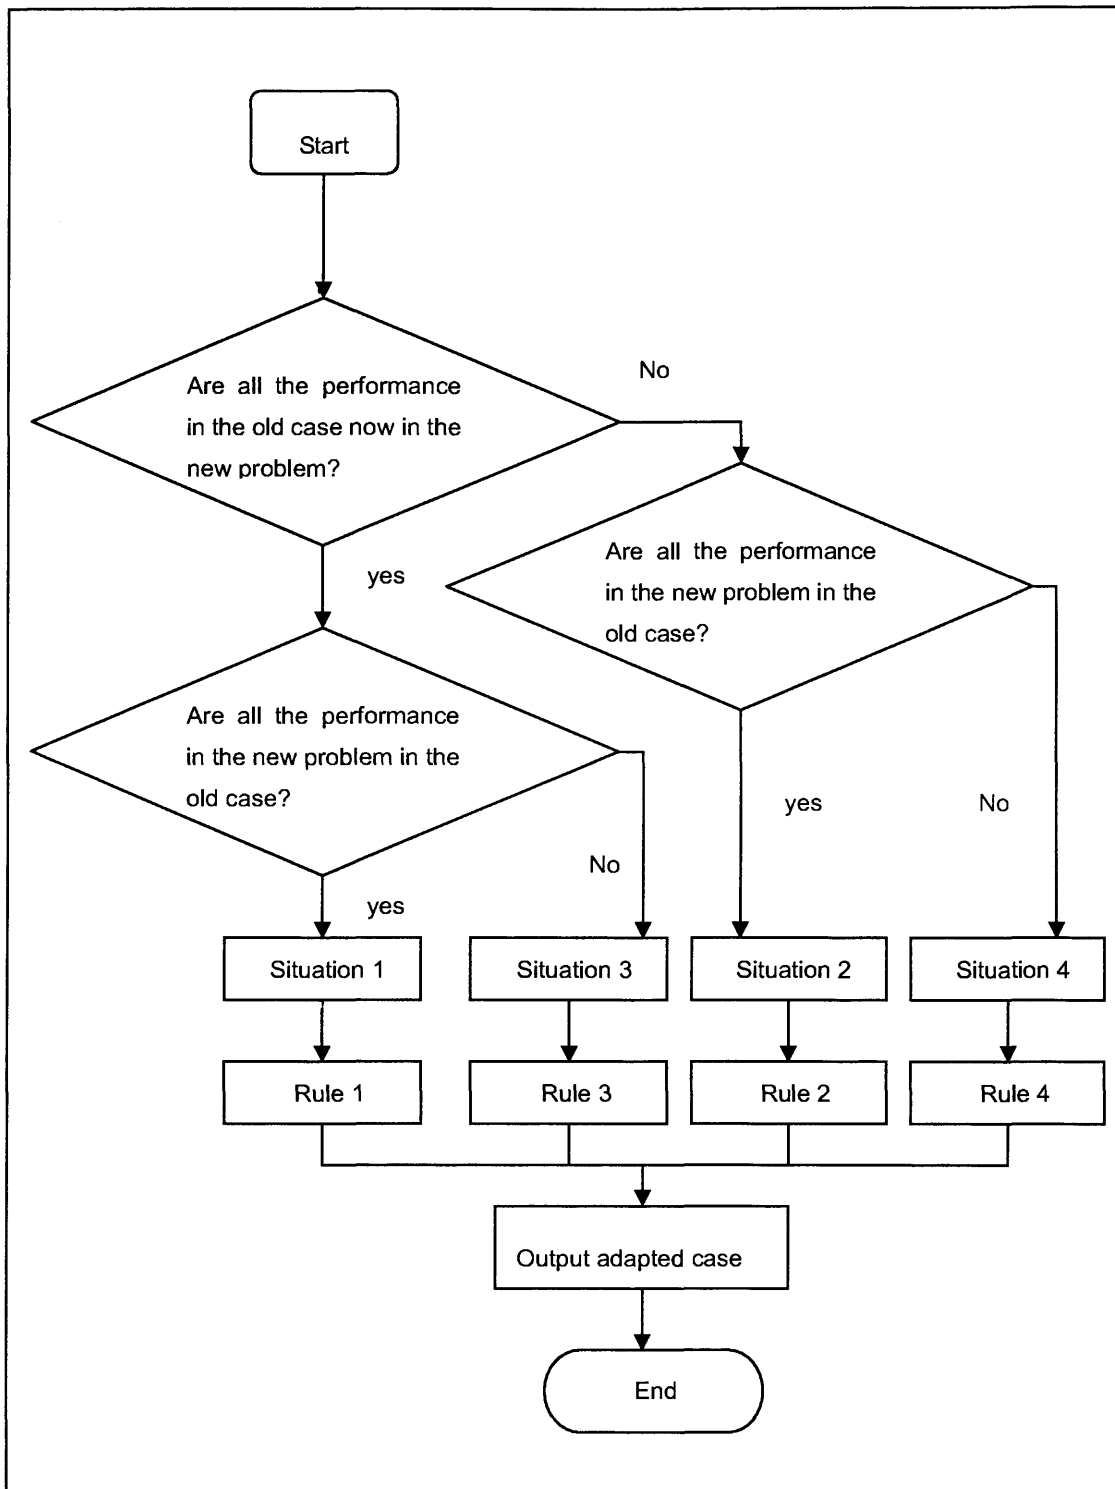 Start
Are all the performance
in the old case now in the
new problem?
No
yes
Are all the performance
in the new problem in the
old case?
Are all the performance
in the new problem in the
old case?
yes
No
No
yes
Situation 1
Situation 3
Situation 2
Situation 4
Rule 1
Rule 3
Rule 2
Rule 4
Output adapted case
End